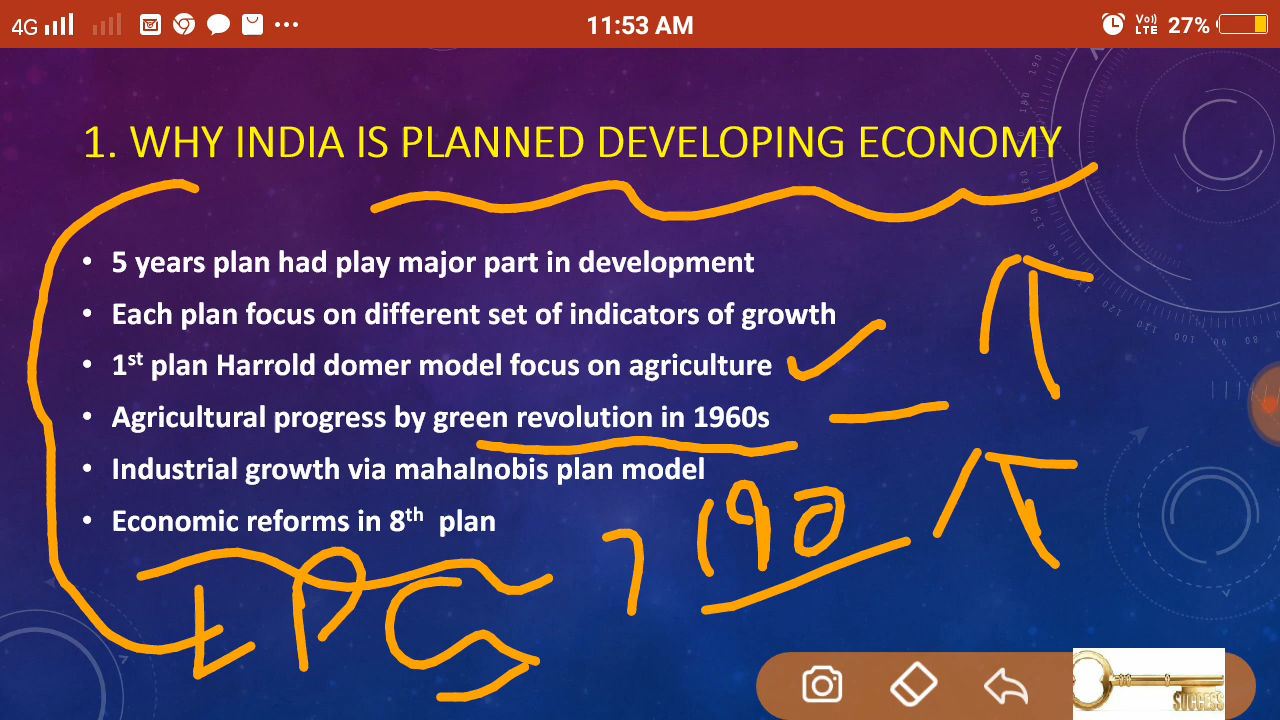 4G 11:53 AM Vo)) LTE 27%
1. WHY INDIA IS PLANNED DEVELOPING ECONOMY
• 5 years plan had play major part in development
• Each plan focus on different set of indicators of growth
• 1st plan Harrold domer model focus on agriculture
• Agricultural progress by green revolution in 1960s
• Industrial growth via mahalnobis plan model
• Economic reforms in 8th plan
SUCCESS